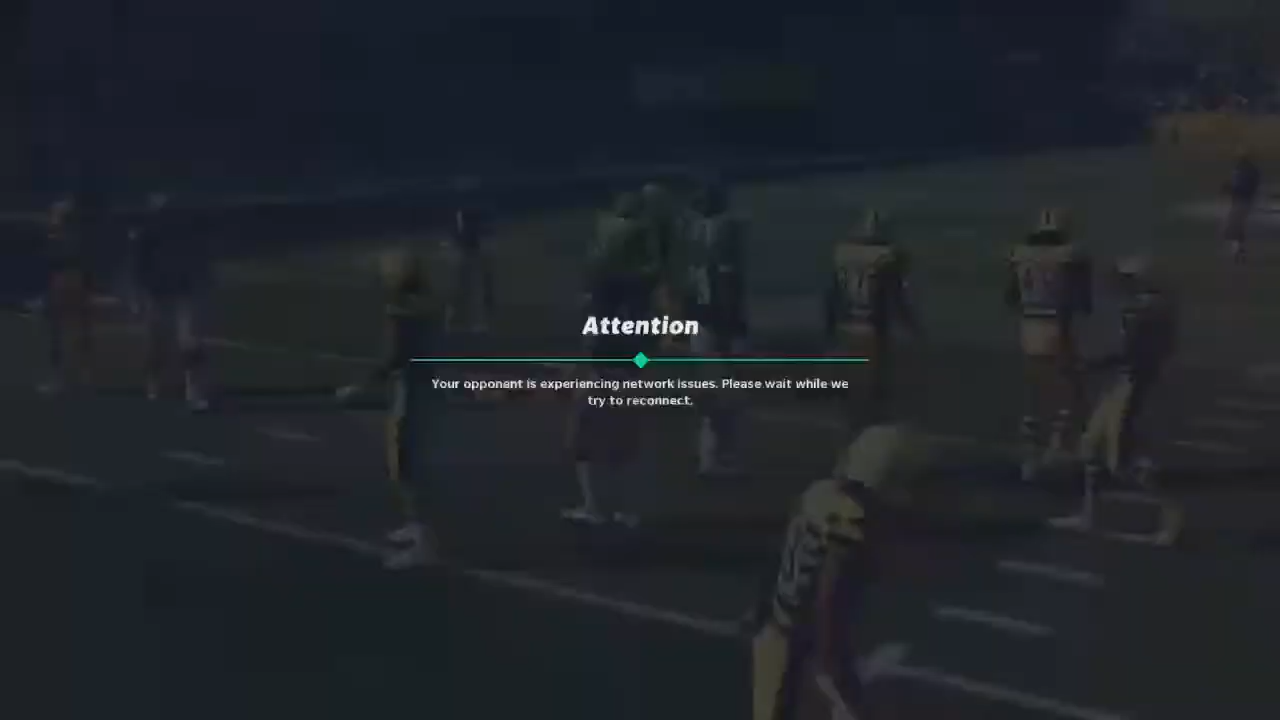 Attention
Your opponent is experiencing network issues. Please wait while we
try to reconnect.